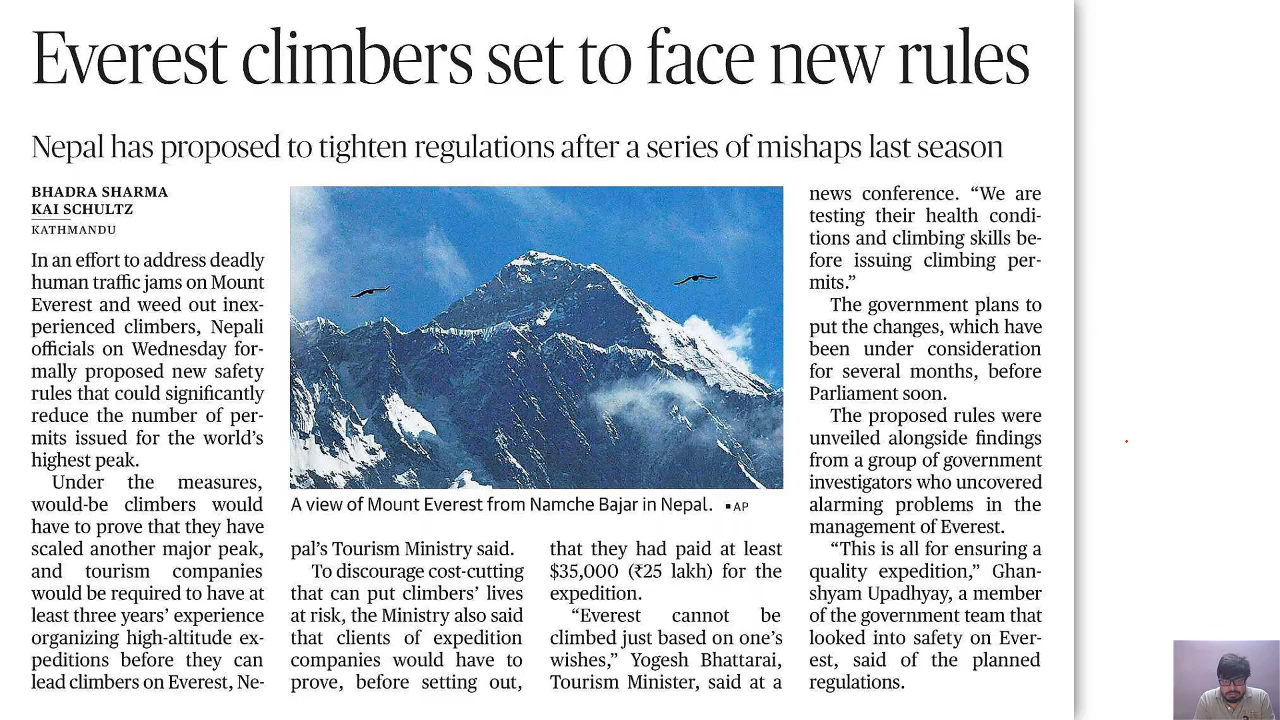 Everest climbers set to face new rules
Nepal has proposed to tighten regulations after a series of mishaps last season
BHADRA SHARMA
KAI SCHULTZ
KATHMANDU
In an effort to address deadly
human traffic jams on Mount
Everest and weed out inex-
perienced climbers, Nepali
officials on Wednesday for-
mally proposed new safety
rules that could significantly
reduce the number of per-
mits issued for the world’s
highest peak.
Under the measures,
would-be climbers would
have to prove that they have
scaled another major peak,
and tourism companies
would be required to have at
least three years’ experience
organizing high-altitude ex-
peditions before they can
lead climbers on Everest, Ne-
A view of Mount Everest from Namche Bajar in Nepal. ▪AP
pal’s Tourism Ministry said.
To discourage cost-cutting
that can put climbers’ lives
at risk, the Ministry also said
that clients of expedition
companies would have to
prove, before setting out,
that they had paid at least
$35,000 (₹25 lakh) for the
expedition.
“Everest cannot be
climbed just based on one’s
wishes,” Yogesh Bhattarai,
Tourism Minister, said at a
news conference. “We are
testing their health condi-
tions and climbing skills be-
fore issuing climbing per-
mits.”
The government plans to
put the changes, which have
been under consideration
for several months, before
Parliament soon.
The proposed rules were
unveiled alongside findings
from a group of government
investigators who uncovered
alarming problems in the
management of Everest.
“This is all for ensuring a
quality expedition,” Ghan-
shyam Upadhyay, a member
of the government team that
looked into safety on Ever-
est, said of the planned
regulations.